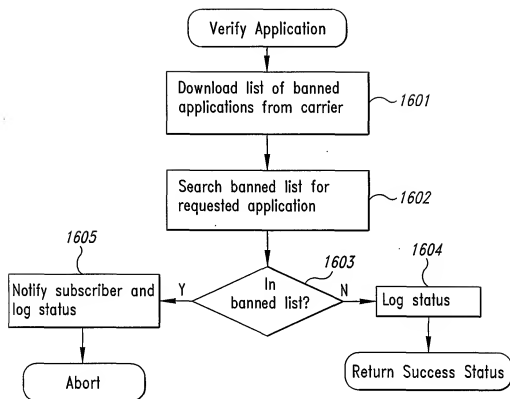 Verify Application
Download list of banned
applications from carrier
1601
Search banned list for
requested application
1602
1605
1603
1604
Notify subscriber and
log status
Y
In
banned list?
N
Log status
Abort
Return Success Status